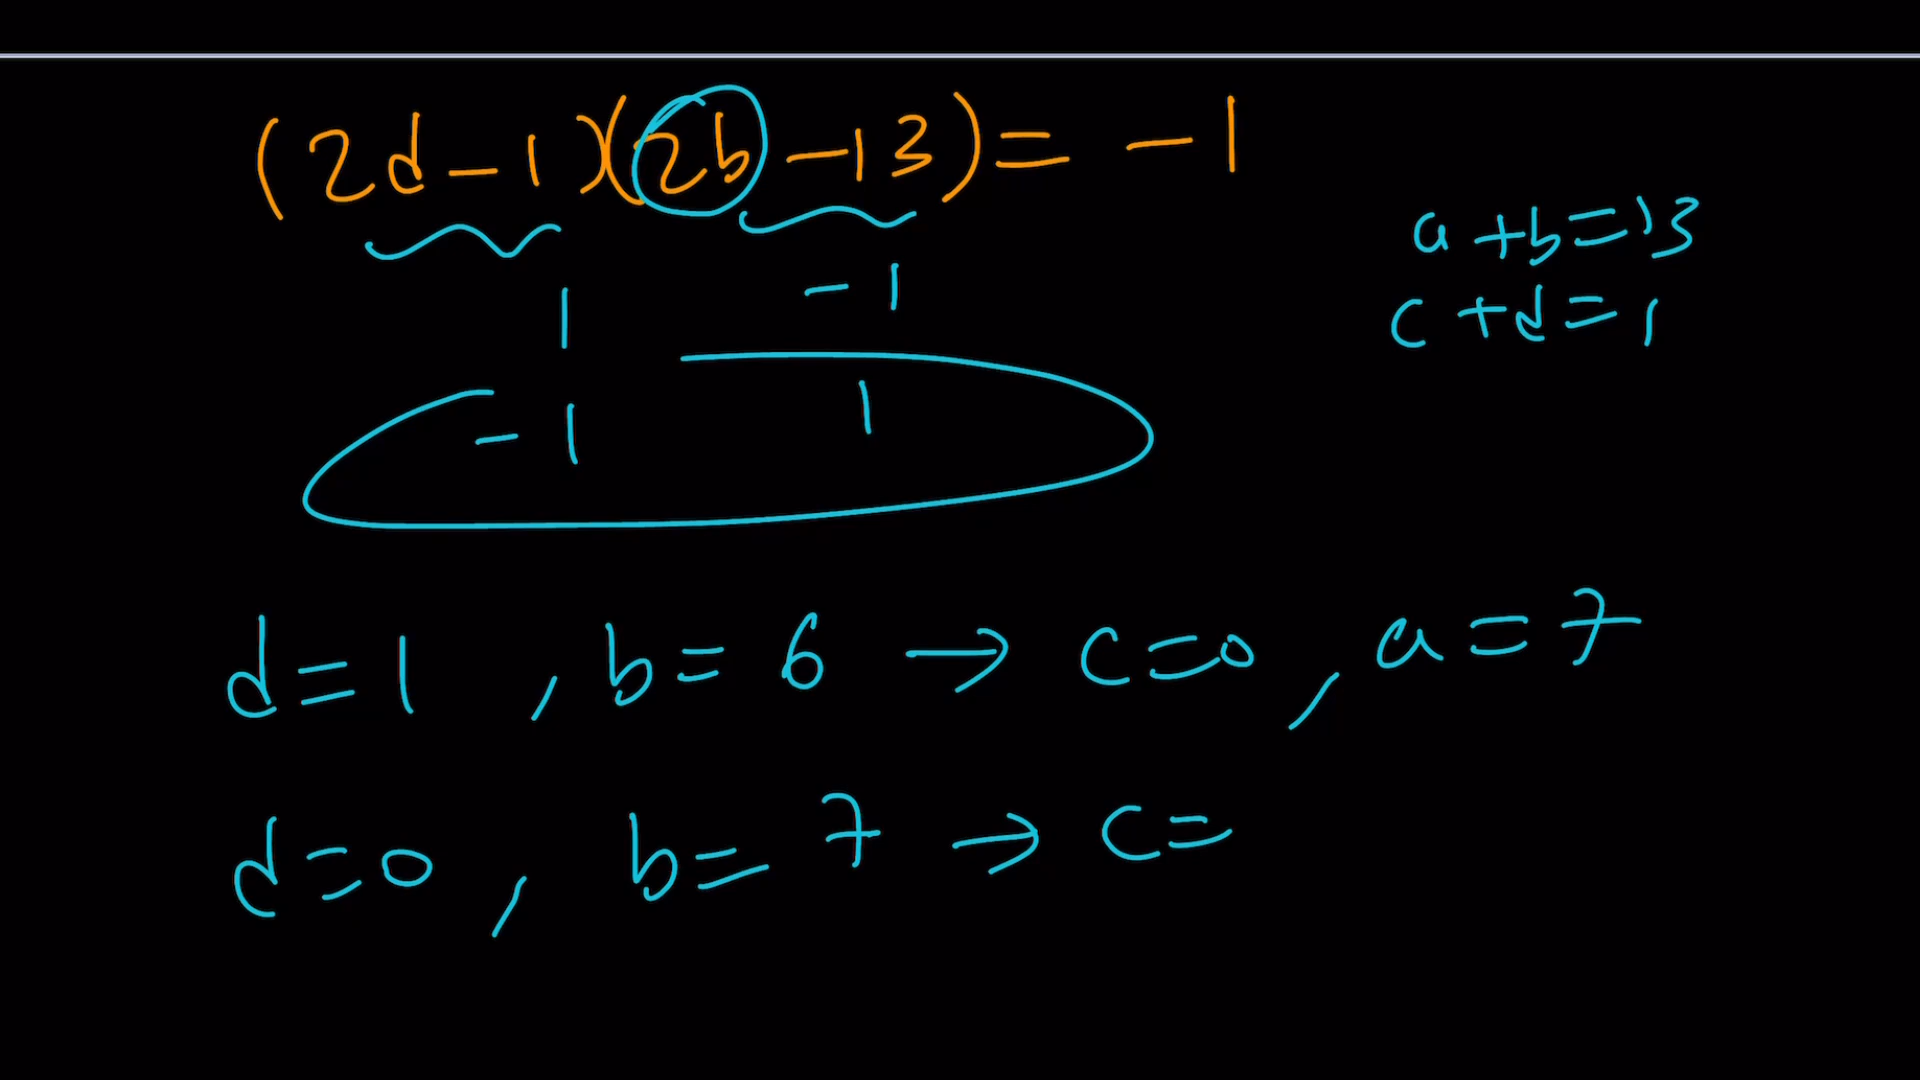 (2d-1)(2b-13)=-1
a+b=13
c+d=1
1 -1
-1 1
d=1, b=6 → c=0, a=7
d=0, b=7 → c=